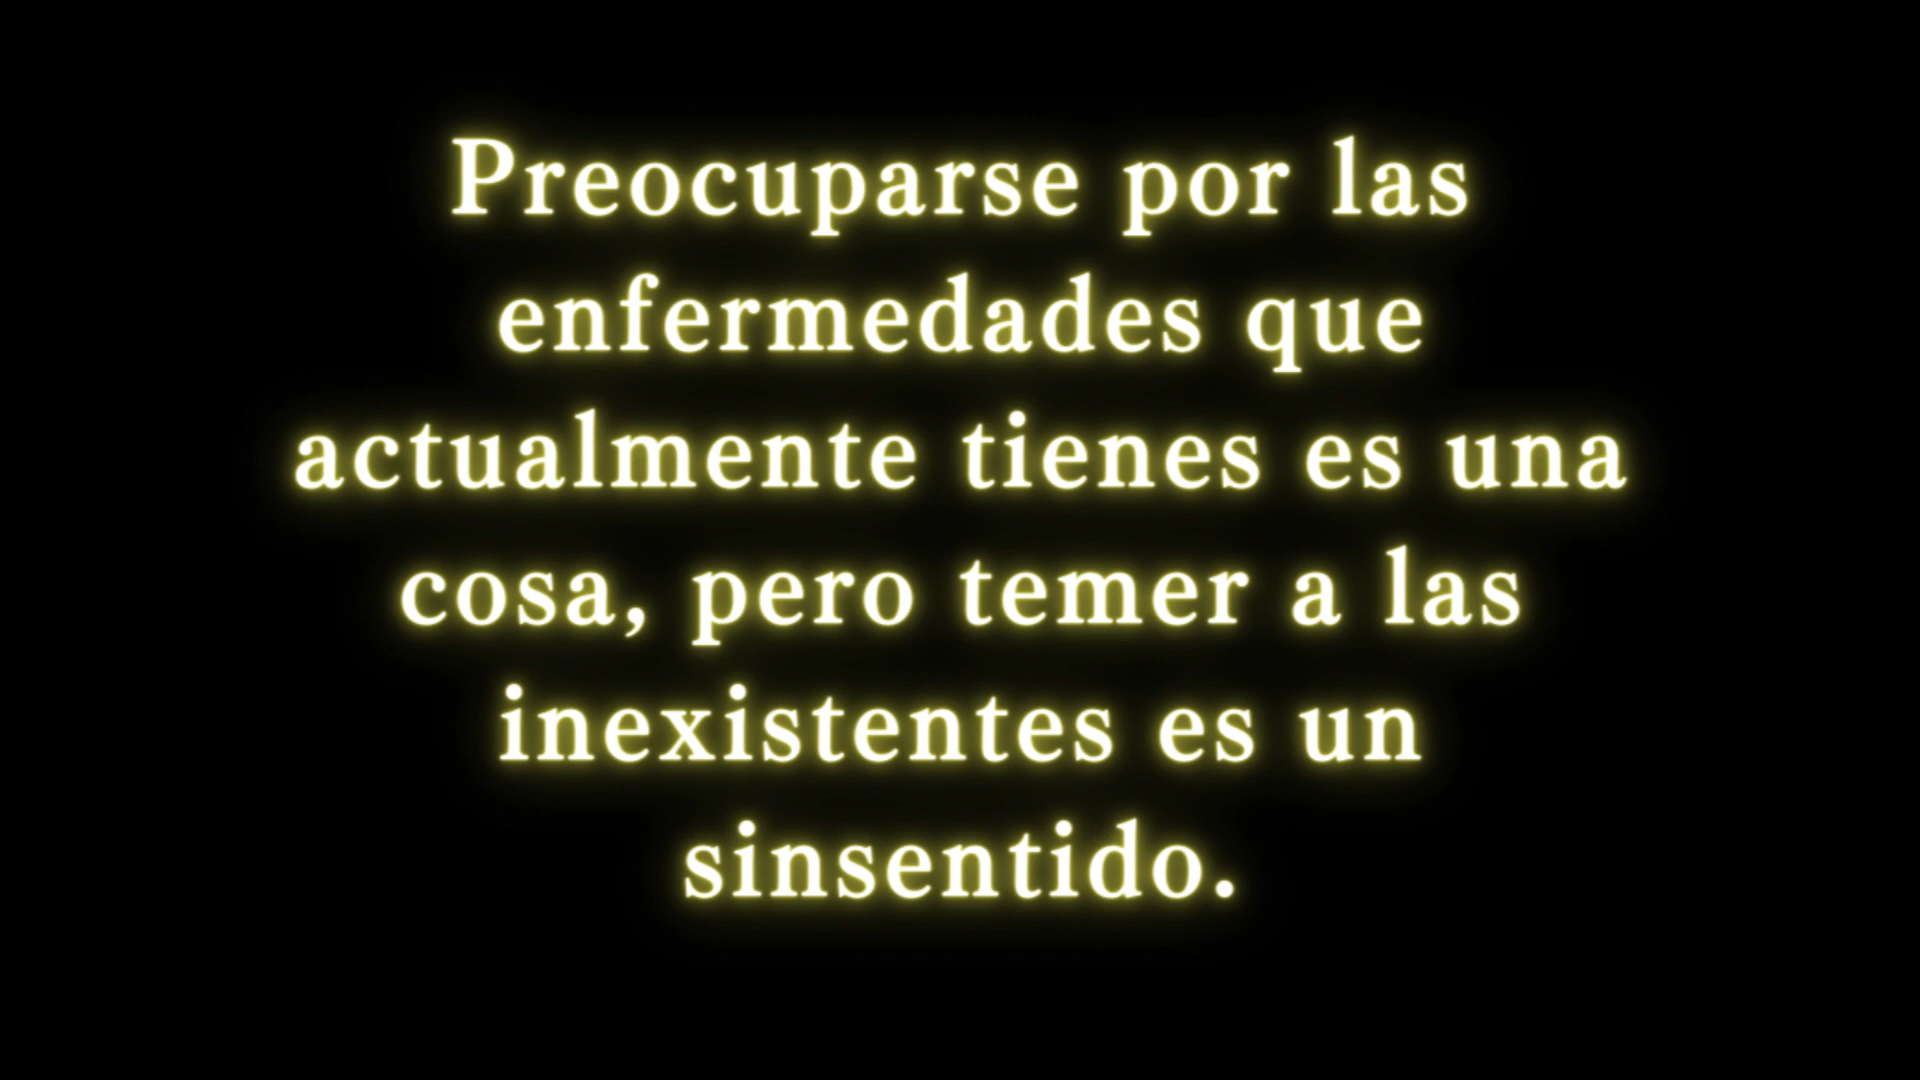 Preocuparse por las
enfermedades que
actualmente tienes es una
cosa, pero temer a las
inexistentes es un
sinsentido.